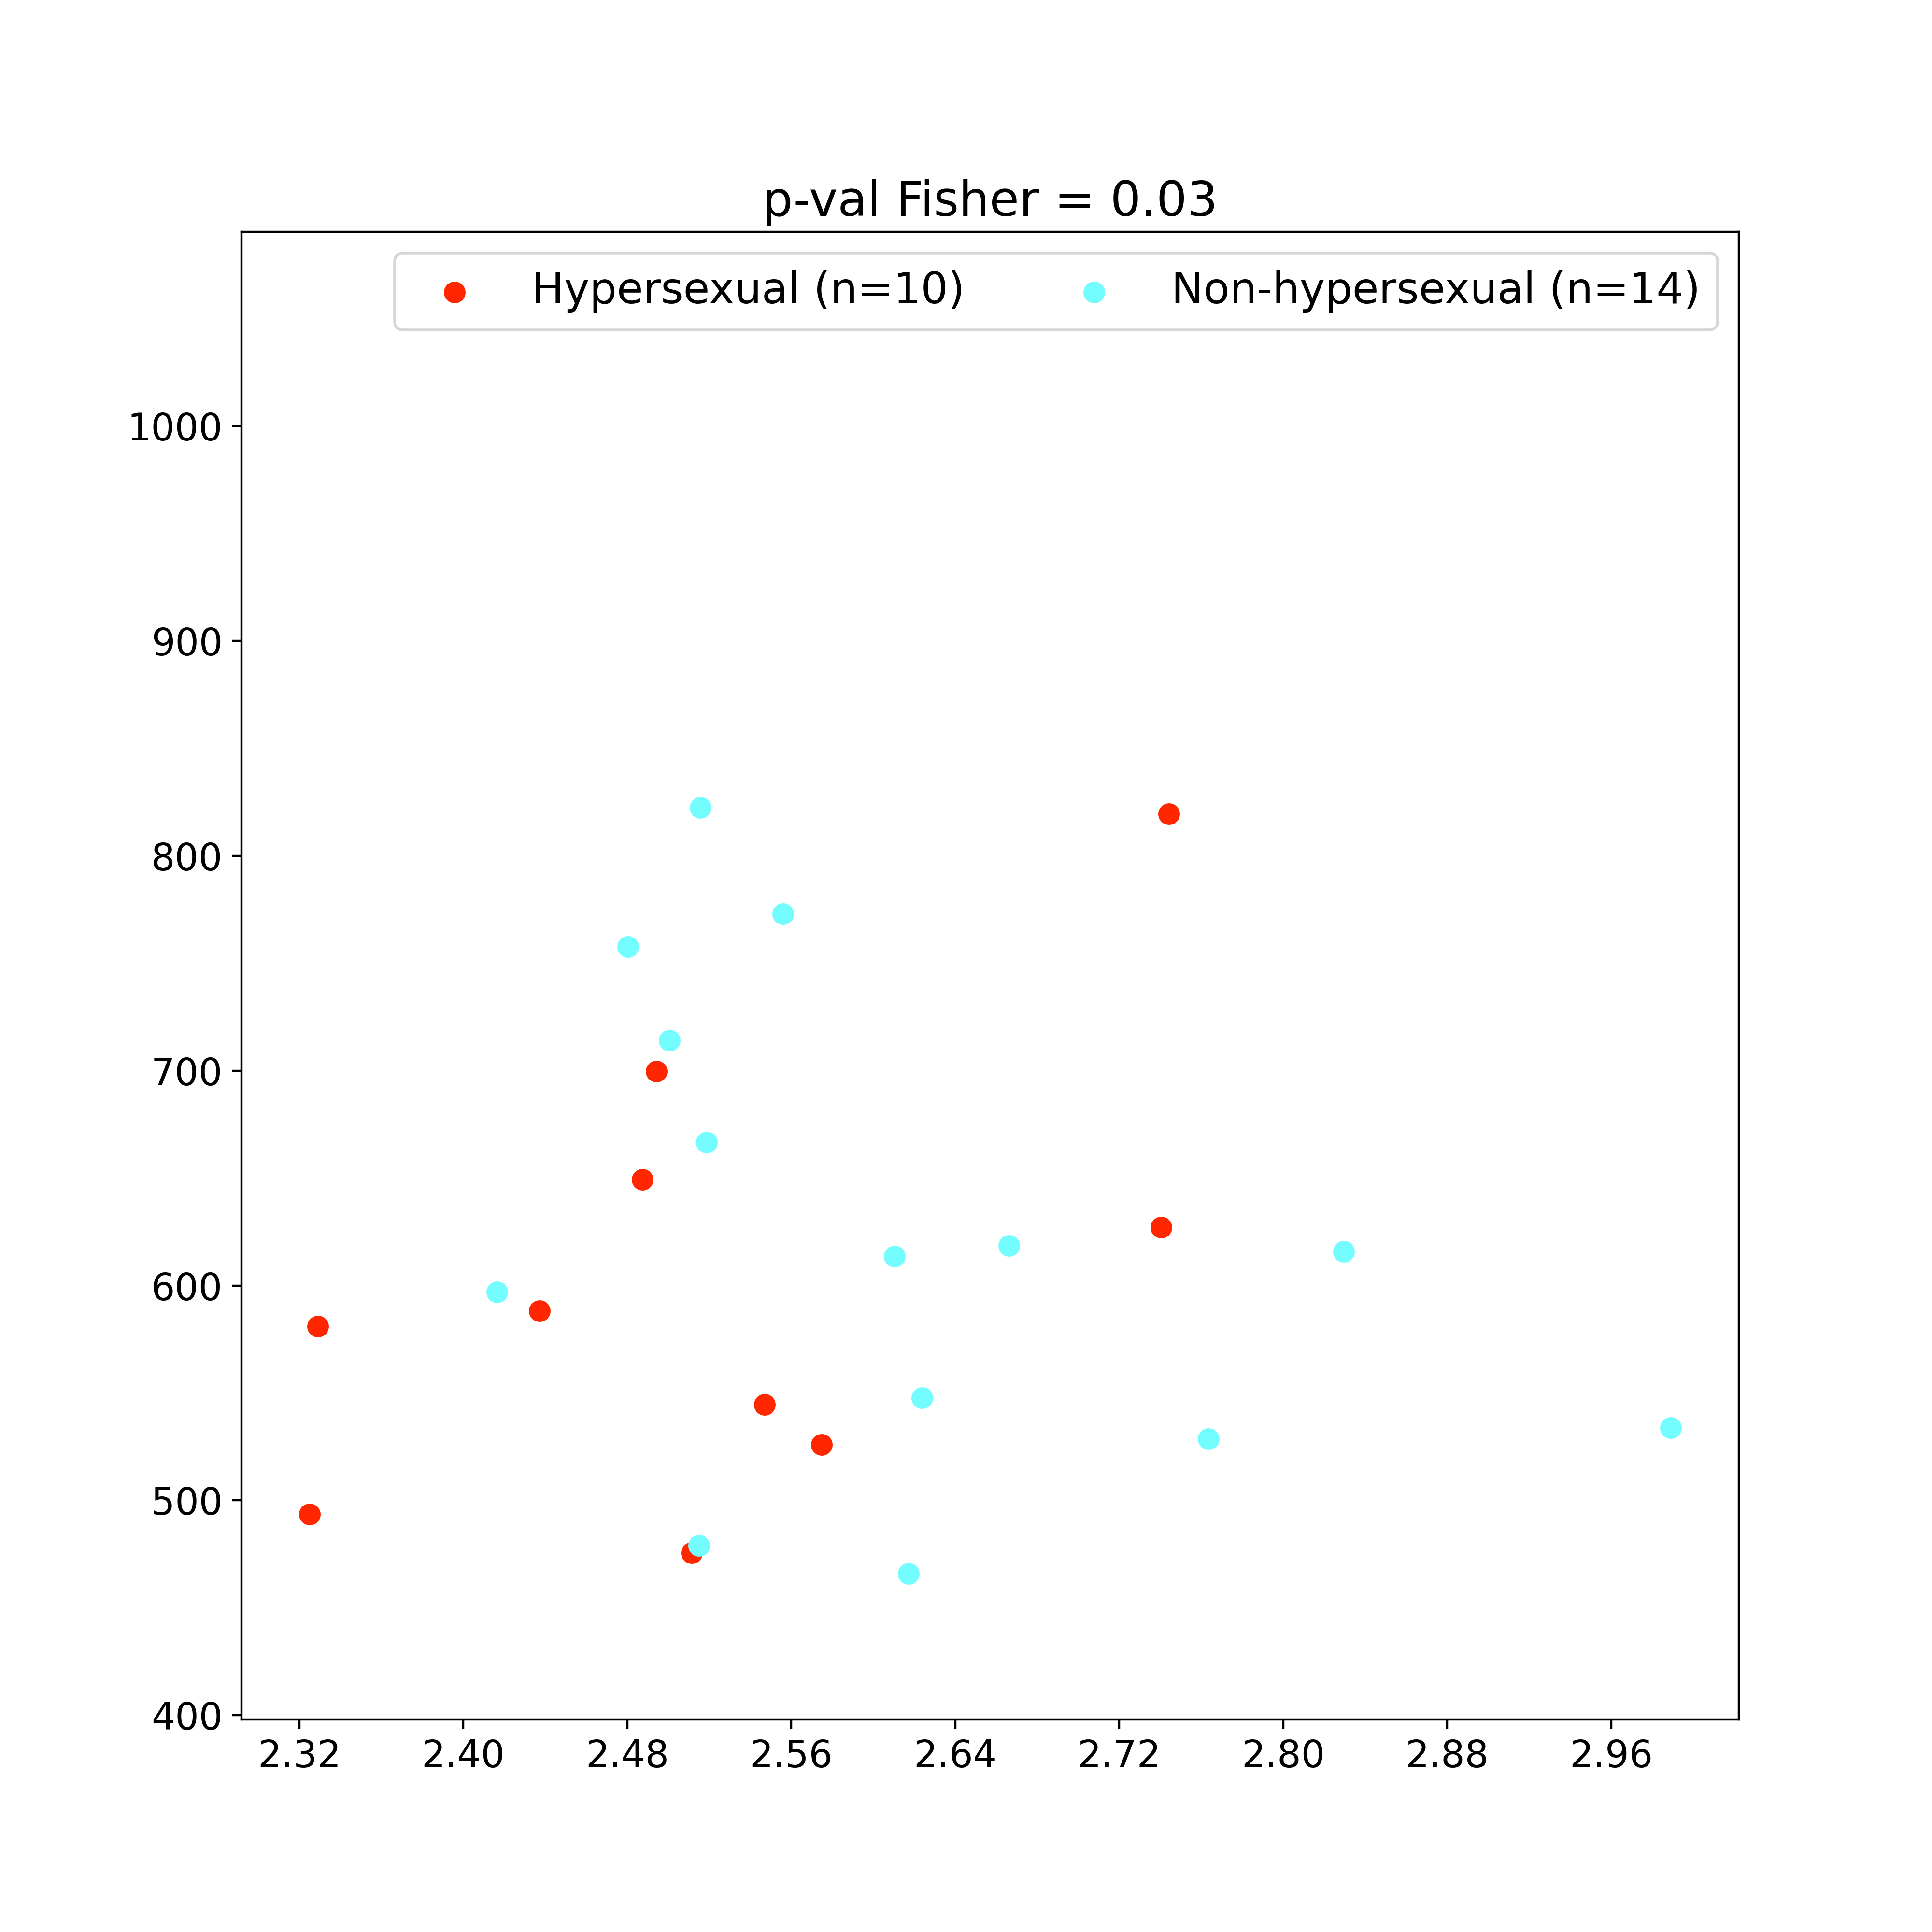 p-val Fisher = 0.03
Hypersexual (n=10) Non-hypersexual (n=14)
1000
900
800
700
600
500
400
2.32 2.40 2.48 2.56 2.64 2.72 2.80 2.88 2.96